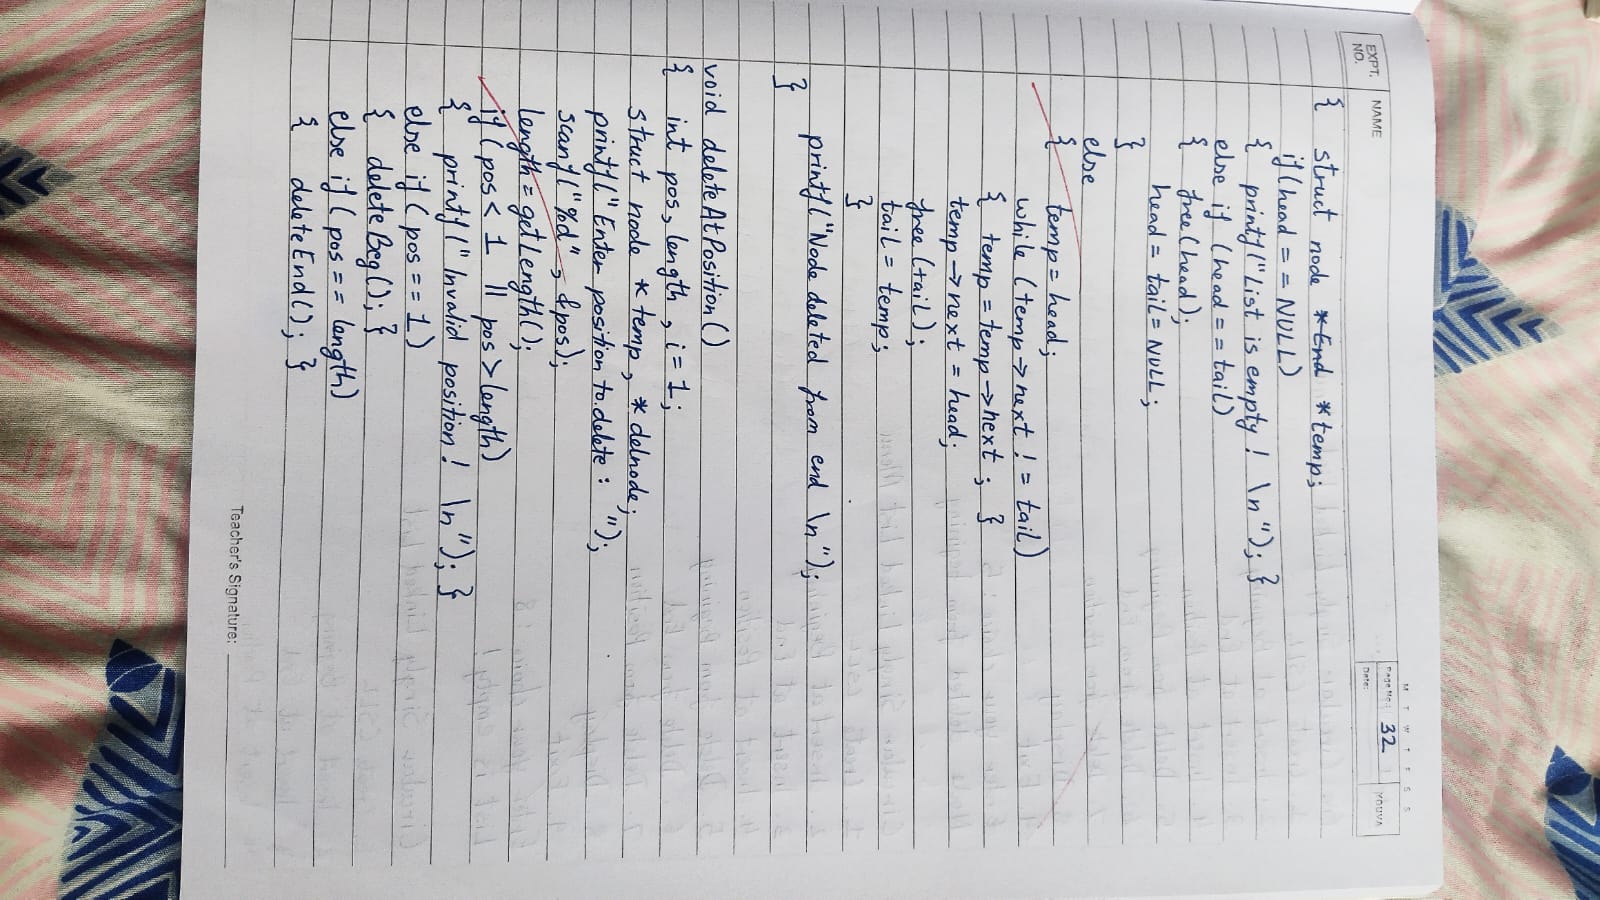 M T W T F S S
EXPT. NO. NAME Page No.: 32 YOUVA
Date:
{ struct node *End *temp;
if(head = = NULL)
{ printf("List is empty! \n"); }
else if (head = = tail)
{ free(head);
head = tail = NULL;
}
else
{ temp = head;
while (temp→next ! = tail)
{ temp = temp→next ; }
temp→next = head;
free(tail);
tail = temp;
}
printf("Node deleted from end \n");
}
void deleteAtPosition()
{ int pos, length , i = 1;
struct node * temp, * delnode;
printf(" Enter position to.delete : ");
scanf("%d" , &pos);
length = getLength();
if (pos < 1 || pos > length)
{ printf(" Invalid position! \n"); }
else if (pos == 1)
{ deleteBeg(); }
else if (pos == length)
{ deleteEnd(); }
Teacher's Signature: